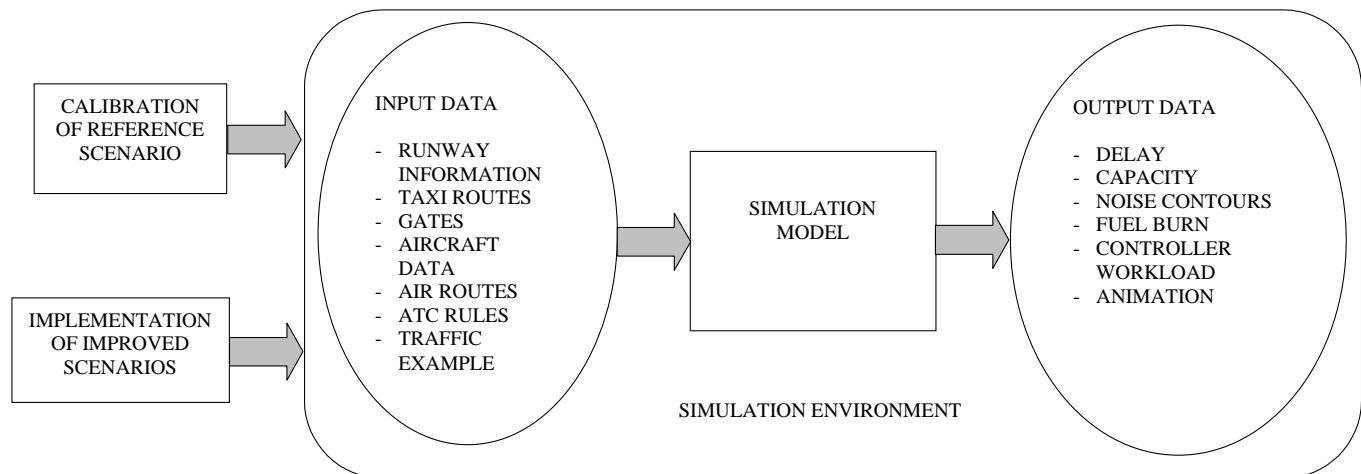 CALIBRATION
OF REFERENCE
SCENARIO
IMPLEMENTATION
OF IMPROVED
SCENARIOS
INPUT DATA
- RUNWAY
INFORMATION
- TAXI ROUTES
- GATES
- AIRCRAFT
DATA
- AIR ROUTES
- ATC RULES
- TRAFFIC
EXAMPLE
SIMULATION
MODEL
SIMULATION ENVIRONMENT
OUTPUT DATA
- DELAY
- CAPACITY
- NOISE CONTOURS
- FUEL BURN
- CONTROLLER
WORKLOAD
- ANIMATION